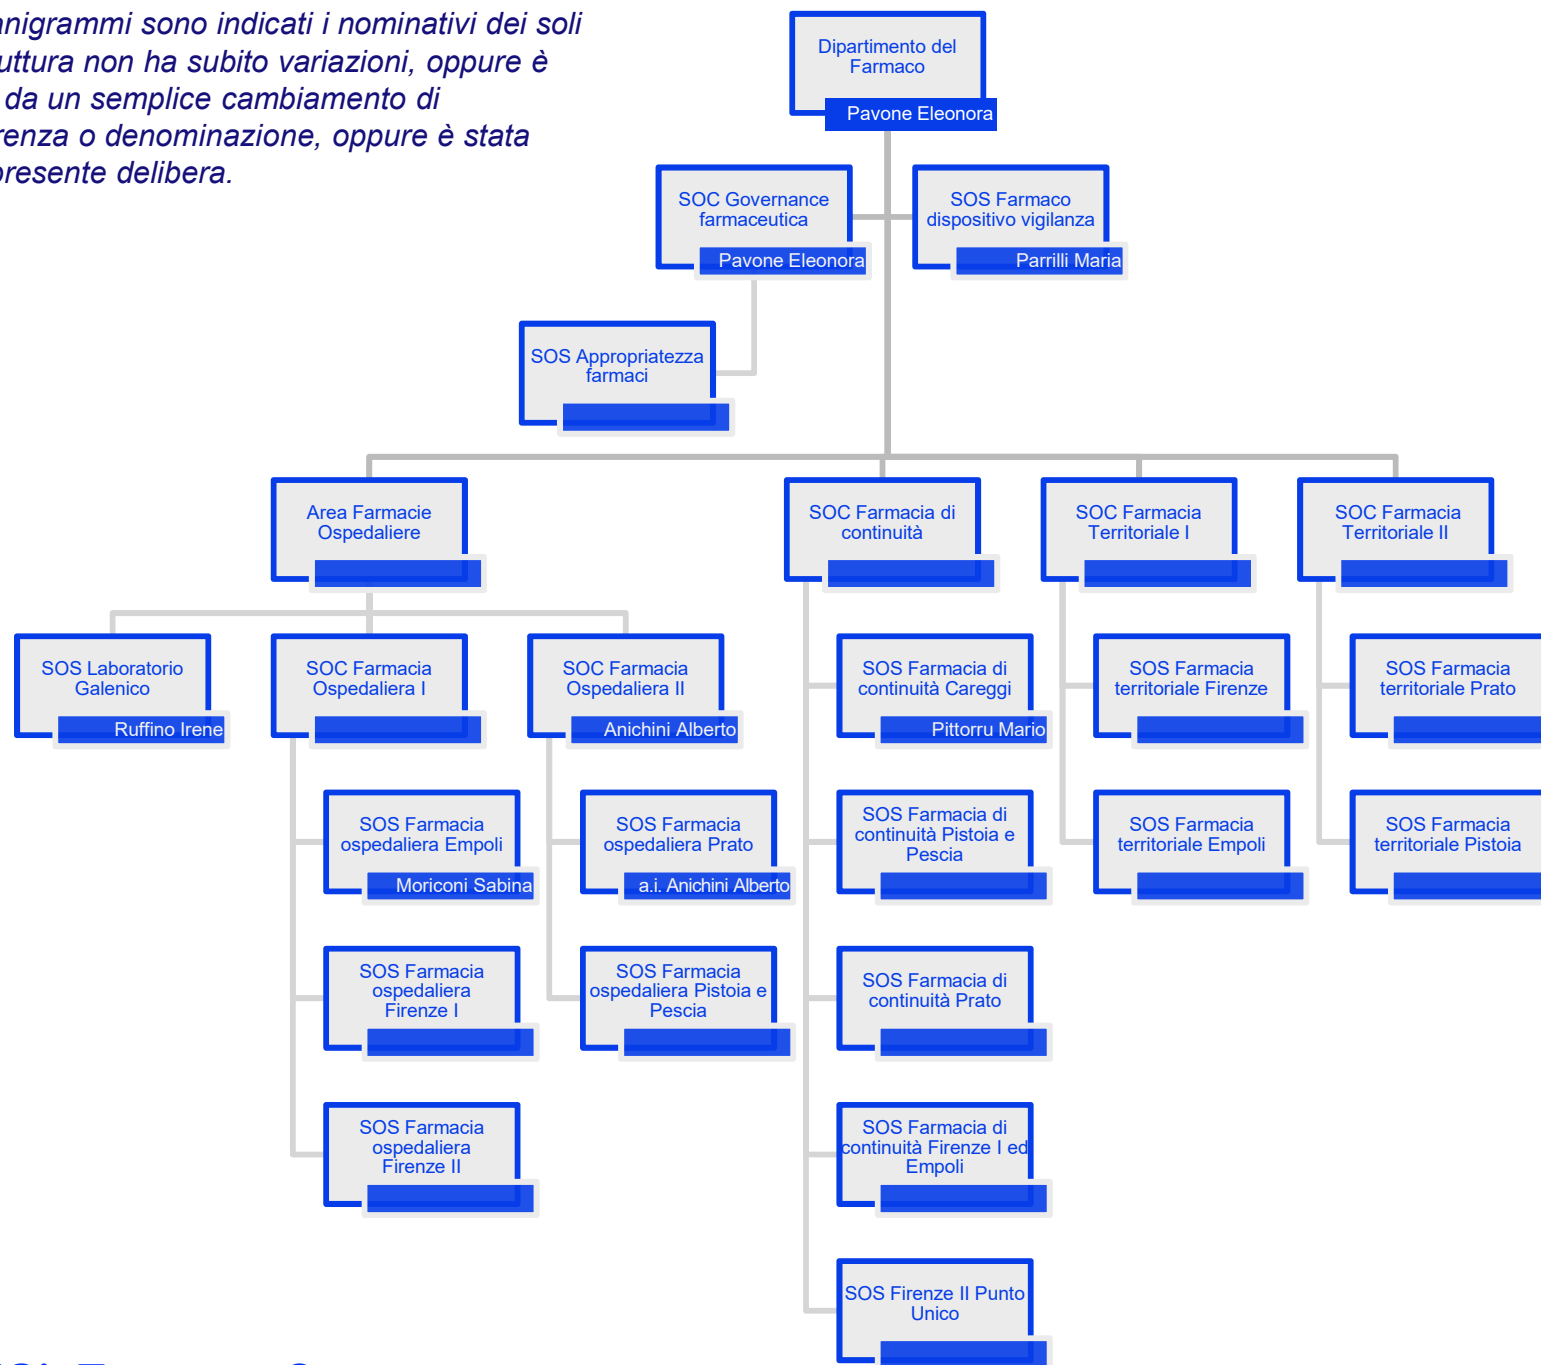 anigrammi sono indicati i nominativi dei soli
uttura non ha subito variazioni, oppure è
da un semplice cambiamento di
renza o denominazione, oppure è stata
presente delibera.
Dipartimento del
Farmaco
Pavone Eleonora
SOC Governance
farmaceutica
Pavone Eleonora
SOS Farmaco
dispositivo vigilanza
Parrilli Maria
SOS Appropriatezza
farmaci
Area Farmacie
Ospedaliere
SOC Farmacia di
continuità
SOC Farmacia
Territoriale I
SOC Farmacia
Territoriale II
SOS Laboratorio
Galenico
Ruffino Irene
SOC Farmacia
Ospedaliera I
SOC Farmacia
Ospedaliera II
Anichini Alberto
SOS Farmacia di
continuità Careggi
Pittorru Mario
SOS Farmacia
territoriale Firenze
SOS Farmacia
territoriale Prato
SOS Farmacia
ospedaliera Empoli
Moriconi Sabina
SOS Farmacia
ospedaliera Prato
a.i. Anichini Alberto
SOS Farmacia di
continuità Pistoia e
Pescia
SOS Farmacia
territoriale Empoli
SOS Farmacia
territoriale Pistoia
SOS Farmacia
ospedaliera
Firenze I
SOS Farmacia
ospedaliera Pistoia e
Pescia
SOS Farmacia di
continuità Prato
SOS Farmacia
ospedaliera
Firenze II
SOS Farmacia di
continuità Firenze I ed
Empoli
SOS Firenze II Punto
Unico